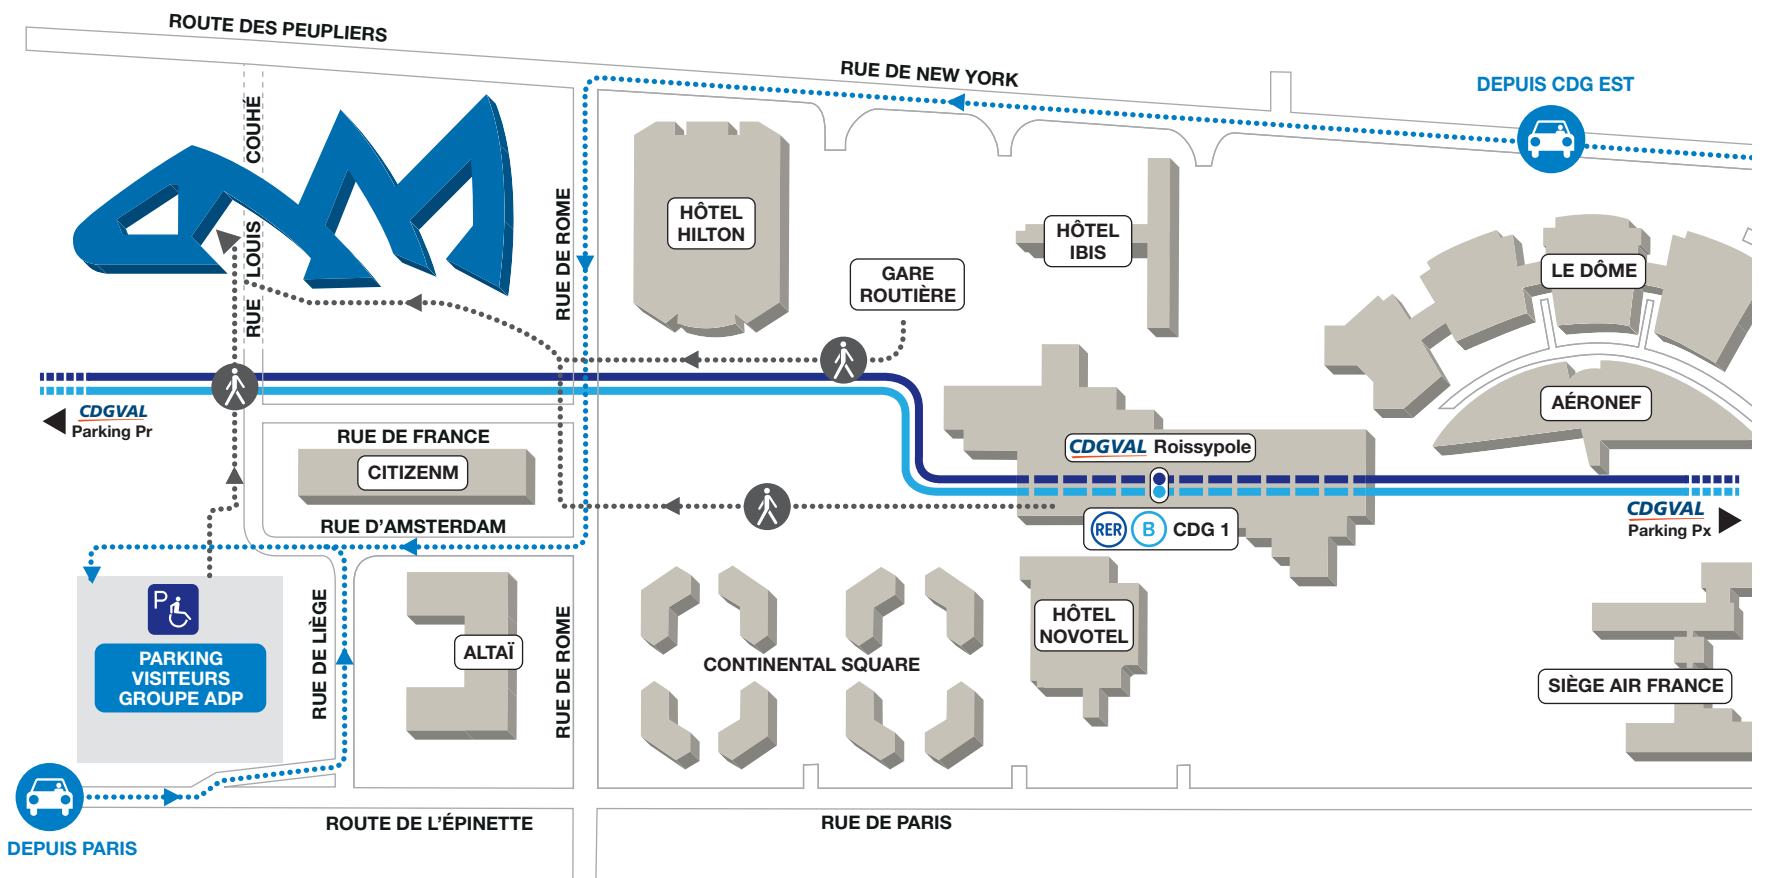 ROUTE DES PEUPLIERS
RUE DE NEW YORK
DEPUIS CDG EST
RUE LOUIS COUHÉ
RUE DE ROME
HÔTEL
HILTON
HÔTEL
IBIS
GARE
ROUTIÈRE
LE DÔME
AÉRONEF
CDGVAL
Parking Pr
RUE DE FRANCE
CITIZENM
CDGVAL Roissypole
RER B CDG 1
CDGVAL
Parking Px
RUE D'AMSTERDAM
P
PARKING
VISITEURS
GROUPE ADP
RUE DE LIÈGE
ALTAÏ
RUE DE ROME
CONTINENTAL SQUARE
HÔTEL
NOVOTEL
SIÈGE AIR FRANCE
DEPUIS PARIS
ROUTE DE L'ÉPINETTE
RUE DE PARIS